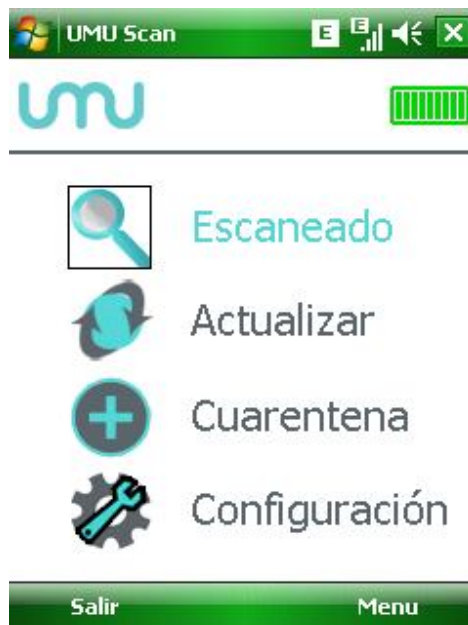 UMU Scan E E
umu
Escaneado
Actualizar
Cuarentena
Configuración
Salir Menu